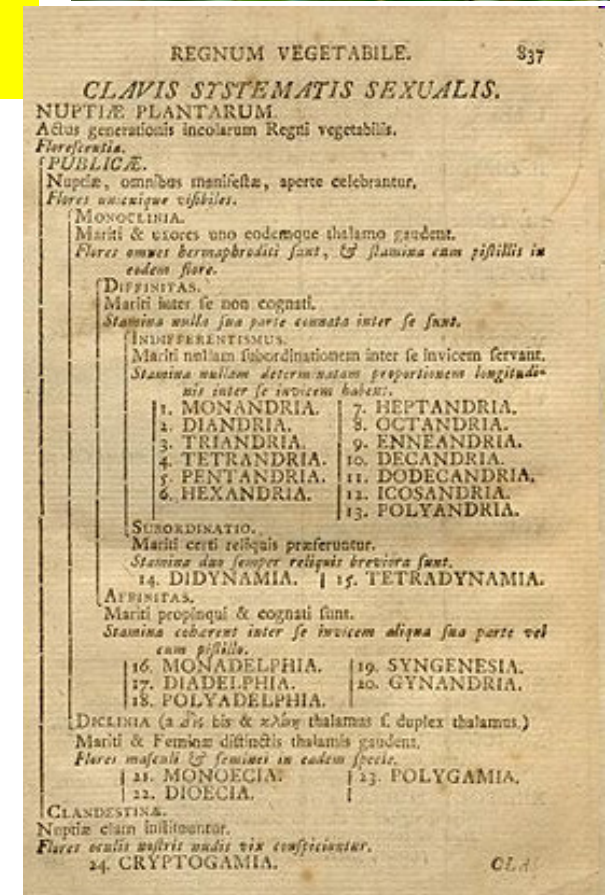 REGNUM VEGETABILE. 837
CLAVIS SYSTEMATIS SEXUALIS.
NUPTIÆ PLANTARUM.
Actus generationis incolarum Regni vegetabilis.
Florescentia.
PUBLICÆ.
Nuptiæ, omnibus manifestæ, aperte celebrantur.
Flores unicuique visibiles.
MONOCLINIA.
Mariti & uxores uno eodemque thalamo gaudent.
Flores omnes hermaphroditi sunt, & stamina cum pistillis in
eodem flore.
DIFFINITAS.
Mariti inter se non cognati.
Stamina nulla sua parte connata inter se sunt.
INDIFFERENTISMUS.
Mariti nullam subordinationem inter se invicem servant.
Stamina nullam determinatam proportionem longitudi-
nis inter se invicem habent.
1. MONANDRIA. 7. HEPTANDRIA.
2. DIANDRIA. 8. OCTANDRIA.
3. TRIANDRIA. 9. ENNEANDRIA.
4. TETRANDRIA. 10. DECANDRIA.
5. PENTANDRIA. 11. DODECANDRIA.
6. HEXANDRIA. 12. ICOSANDRIA.
13. POLYANDRIA.
SUBORDINATIO.
Mariti certi reliquis præferuntur.
Stamina duo semper reliquis breviora sunt.
14. DIDYNAMIA. 15. TETRADYNAMIA.
AFFINITAS.
Mariti propinqui & cognati sunt.
Stamina cohærent inter se invicem aliqua sua parte vel
cum pistillo.
16. MONADELPHIA. 19. SYNGENESIA.
17. DIADELPHIA. 20. GYNANDRIA.
18. POLYADELPHIA.
DICLINIA (a δις bis & κλινη thalamus s. duplex thalamus.)
Mariti & Feminæ distinctis thalamis gaudent.
Flores masculi & feminei in eadem specie.
21. MONOECIA. 23. POLYGAMIA.
22. DIOECIA.
CLANDESTINÆ.
Nuptiæ clam instituuntur.
Flores oculis nostris nudis vix conspiciuntur.
24. CRYPTOGAMIA.
CLAS